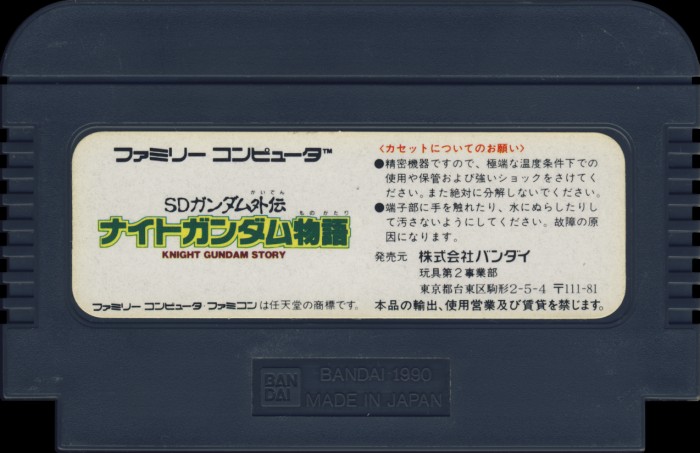 ファミリー コンピュータ™
SDガンダム外伝
がいでん
ナイトガンダム物語
ものがたり
KNIGHT GUNDAM STORY
ファミリー コンピュータ・ファミコンは任天堂の商標です。
〈カセットについてのお願い〉
●精密機器ですので、極端な温度条件下での
使用や保管および強いショックをさけてく
ださい。また絶対に分解しないでください。
●端子部に手を触れたり、水にぬらしたりし
て汚さないようにしてください。故障の原
因になります。
発売元 株式会社バンダイ
玩具第2事業部
東京都台東区駒形2-5-4 〒111-81
本品の輸出、使用営業及び賃貸を禁じます。
BAN
DAI
BANDAI 1990
MADE IN JAPAN